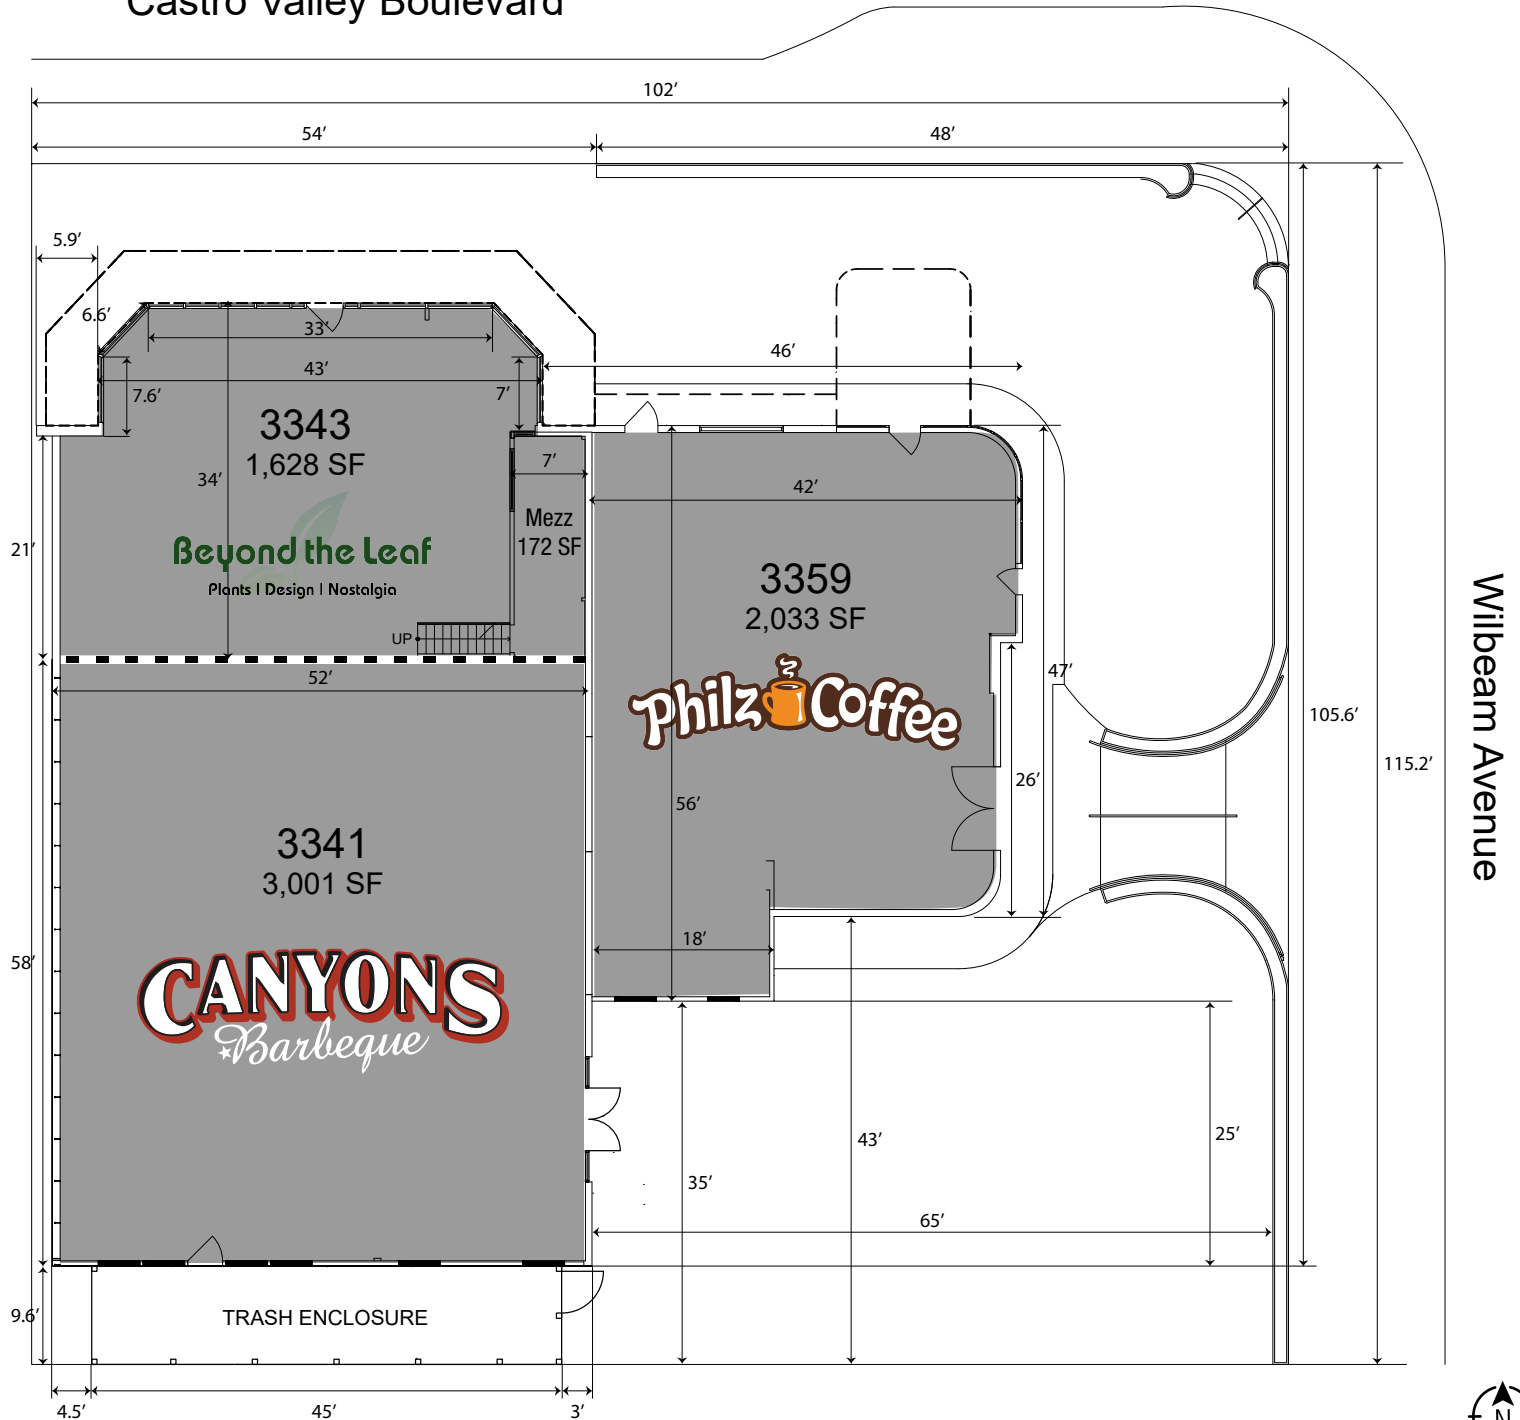 Castro Valley Boulevard
102’
54’
48’
5.9’
6.6’
33’
46’
43’
7.6’
7’
3343
1,628 SF
7’
34’
42’
Mezz
172 SF
21’
Beyond the Leaf
Plants | Design | Nostalgia
3359
2,033 SF
UP
52’
47’
Philz Coffee
105.6’
115.2’
Wilbeam Avenue
26’
56’
3341
3,001 SF
18’
58’
CANYONS
Barbeque
43’
25’
35’
65’
9.6’
TRASH ENCLOSURE
4.5’
45’
3’
N